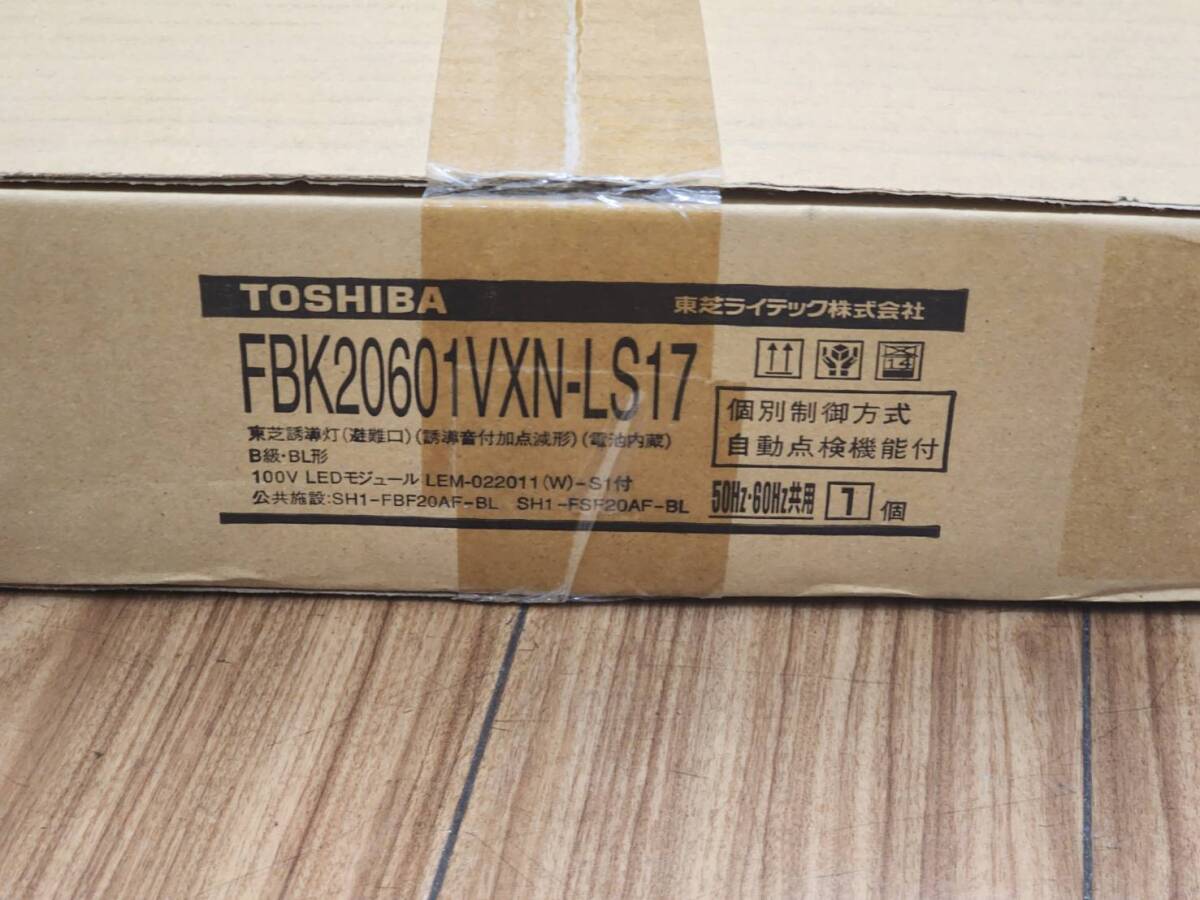 TOSHIBA 東芝ライテック株式会社
FBK20601VXN-LS17
14
個別制御方式
自動点検機能付
東芝誘導灯(避難口)(誘導音付加点滅形)(電池内蔵)
B級・BL形
100V LEDモジュール LEM-022011(W)-S1付
公共施設:SH1-FBF20AF-BL SH1-FSF20AF-BL
50Hz・60Hz共用 1 個